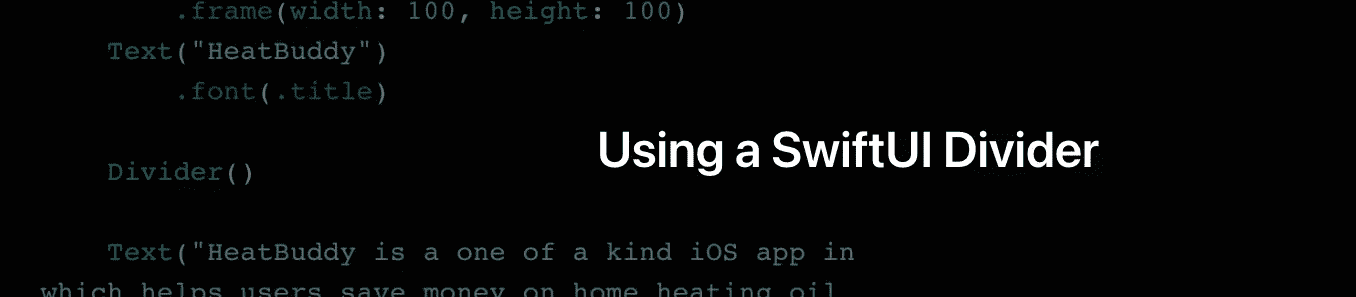 .frame(width: 100, height: 100)
Text("HeatBuddy")
.font(.title)
Using a SwiftUI Divider
Divider()
Text("HeatBuddy is a one of a kind iOS app in
which helps users save money on home heating oil